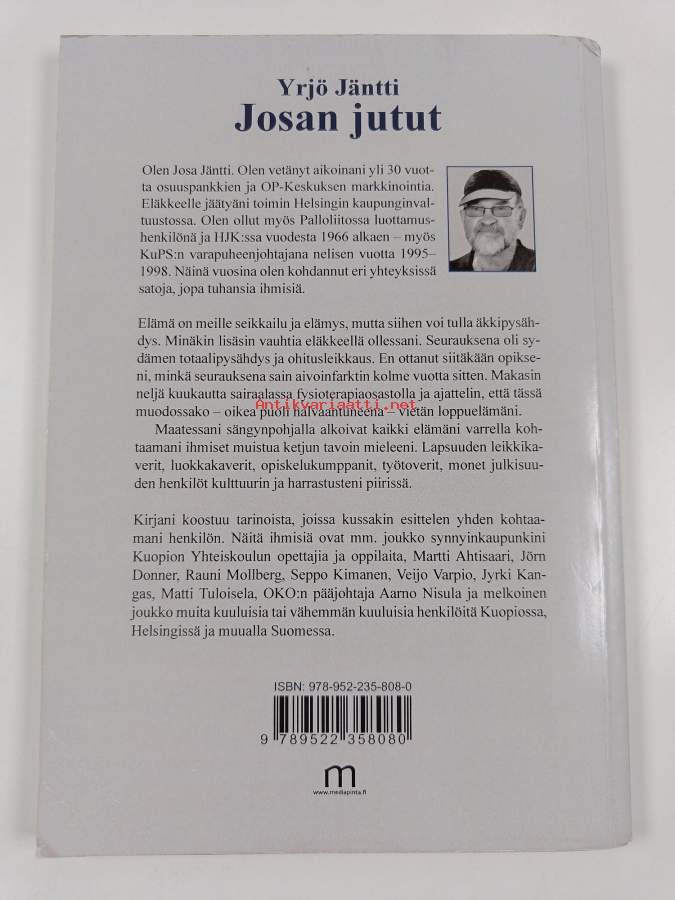 Yrjö Jäntti
Josan jutut
Olen Josa Jäntti. Olen vetänyt aikoinani yli 30 vuot-
ta osuuspankkien ja OP-Keskuksen markkinointia.
Eläkkeelle jäätyäni toimin Helsingin kaupunginval-
tuustossa. Olen ollut myös Palloliitossa luottamus-
henkilönä ja HJK:ssa vuodesta 1966 alkaen – myös
KuPS:n varapuheenjohtajana nelisen vuotta 1995–
1998. Näinä vuosina olen kohdannut eri yhteyksissä
satoja, jopa tuhansia ihmisiä.
Elämä on meille seikkailu ja elämys, mutta siihen voi tulla äkkipysäh-
dys. Minäkin lisäsin vauhtia eläkkeellä ollessani. Seurauksena oli sy-
dämen totaalipysähdys ja ohitusleikkaus. En ottanut siitäkään opikse-
ni, minkä seurauksena sain aivoinfarktin kolme vuotta sitten. Makasin
neljä kuukautta sairaalassa fysioterapiaosastolla ja ajattelin, että tässä
Antikvariaatti.net
muodossako – oikea puoli halvaantuneena – vietän loppuelämäni.
Maatessani sängynpohjalla alkoivat kaikki elämäni varrella koh-
taamani ihmiset muistua ketjun tavoin mieleeni. Lapsuuden leikkika-
verit, luokkakaverit, opiskelukumppanit, työtoverit, monet julkisuu-
den henkilöt kulttuurin ja harrastusteni piirissä.
Kirjani koostuu tarinoista, joissa kussakin esittelen yhden kohtaa-
mani henkilön. Näitä ihmisiä ovat mm. joukko synnyinkaupunkini
Kuopion Yhteiskoulun opettajia ja oppilaita, Martti Ahtisaari, Jörn
Donner, Rauni Mollberg, Seppo Kimanen, Veijo Varpio, Jyrki Kan-
gas, Matti Tuloisela, OKO:n pääjohtaja Aarno Nisula ja melkoinen
joukko muita kuuluisia tai vähemmän kuuluisia henkilöitä Kuopiossa,
Helsingissä ja muualla Suomessa.
ISBN: 978-952-235-808-0
9 789522 358080
m
www.mediapinta.fi